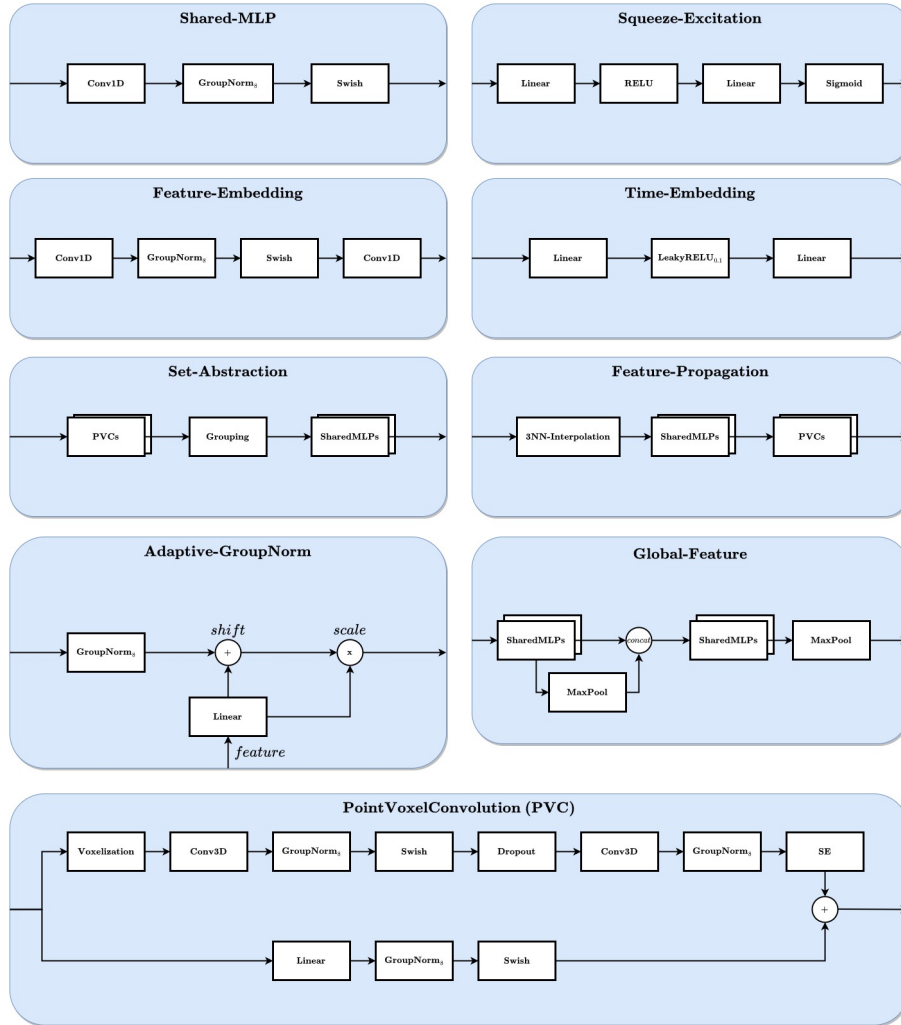 Shared-MLP
Conv1D
GroupNorm₈
Swish
Squeeze-Excitation
Linear
RELU
Linear
Sigmoid
Feature-Embedding
Conv1D
GroupNorm₈
Swish
Conv1D
Time-Embedding
Linear
LeakyRELU₀.₁
Linear
Set-Abstraction
PVCs
Grouping
SharedMLPs
Feature-Propagation
3NN-Interpolation
SharedMLPs
PVCs
Adaptive-GroupNorm
shift
scale
GroupNorm₈
+
x
Linear
feature
Global-Feature
SharedMLPs
concat
SharedMLPs
MaxPool
MaxPool
PointVoxelConvolution (PVC)
Voxelization
Conv3D
GroupNorm₈
Swish
Dropout
Conv3D
GroupNorm₈
SE
+
Linear
GroupNorm₈
Swish